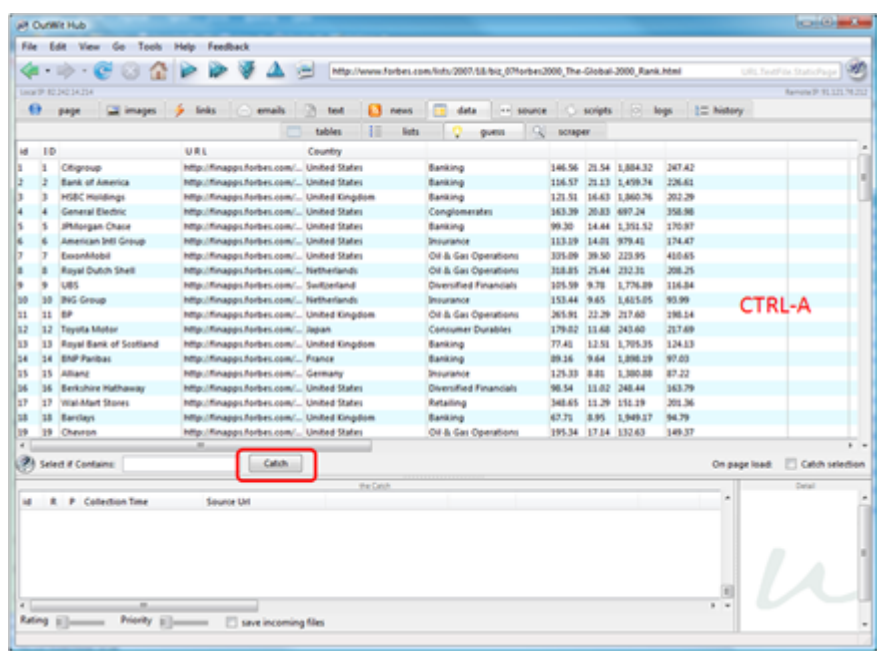 OutWit Hub
File Edit View Go Tools Help Feedback
http://www.forbes.com/lists/2007/18/biz_07forbes2000_The-Global-2000_Rank.html
page images links emails text news data source scripts logs history
tables lists guess scraper
id ID URL Country
1 1 Citigroup http://finapps.forbes.com/... United States Banking 146.56 21.54 1,884.32 247.42
2 2 Bank of America http://finapps.forbes.com/... United States Banking 116.57 21.13 1,459.74 226.61
3 3 HSBC Holdings http://finapps.forbes.com/... United Kingdom Banking 121.51 16.63 1,860.76 202.29
4 4 General Electric http://finapps.forbes.com/... United States Conglomerates 163.39 20.83 697.24 358.98
5 5 JPMorgan Chase http://finapps.forbes.com/... United States Banking 99.30 14.44 1,351.52 170.97
6 6 American Intl Group http://finapps.forbes.com/... United States Insurance 113.19 14.01 979.41 174.47
7 7 ExxonMobil http://finapps.forbes.com/... United States Oil & Gas Operations 335.09 39.50 223.95 410.65
8 8 Royal Dutch Shell http://finapps.forbes.com/... Netherlands Oil & Gas Operations 318.85 25.44 232.31 208.25
9 9 UBS http://finapps.forbes.com/... Switzerland Diversified Financials 105.59 9.78 1,776.89 116.84
10 10 ING Group http://finapps.forbes.com/... Netherlands Insurance 153.44 9.65 1,615.05 93.99
11 11 BP http://finapps.forbes.com/... United Kingdom Oil & Gas Operations 265.91 22.29 217.60 198.14
CTRL-A
12 12 Toyota Motor http://finapps.forbes.com/... Japan Consumer Durables 179.02 11.68 243.60 217.69
13 13 Royal Bank of Scotland http://finapps.forbes.com/... United Kingdom Banking 77.41 12.51 1,705.35 124.13
14 14 BNP Paribas http://finapps.forbes.com/... France Banking 89.16 9.64 1,898.19 97.03
15 15 Allianz http://finapps.forbes.com/... Germany Insurance 125.33 8.81 1,380.88 87.22
16 16 Berkshire Hathaway http://finapps.forbes.com/... United States Diversified Financials 98.54 11.02 248.44 163.79
17 17 Wal-Mart Stores http://finapps.forbes.com/... United States Retailing 348.65 11.29 151.19 201.36
18 18 Barclays http://finapps.forbes.com/... United Kingdom Banking 67.71 8.95 1,949.17 94.79
19 19 Chevron http://finapps.forbes.com/... United States Oil & Gas Operations 195.34 17.14 132.63 149.37
Select if Contains: Catch On page load: Catch selection
the Catch Detail
id R P Collection Time Source Url
Rating Priority save incoming files